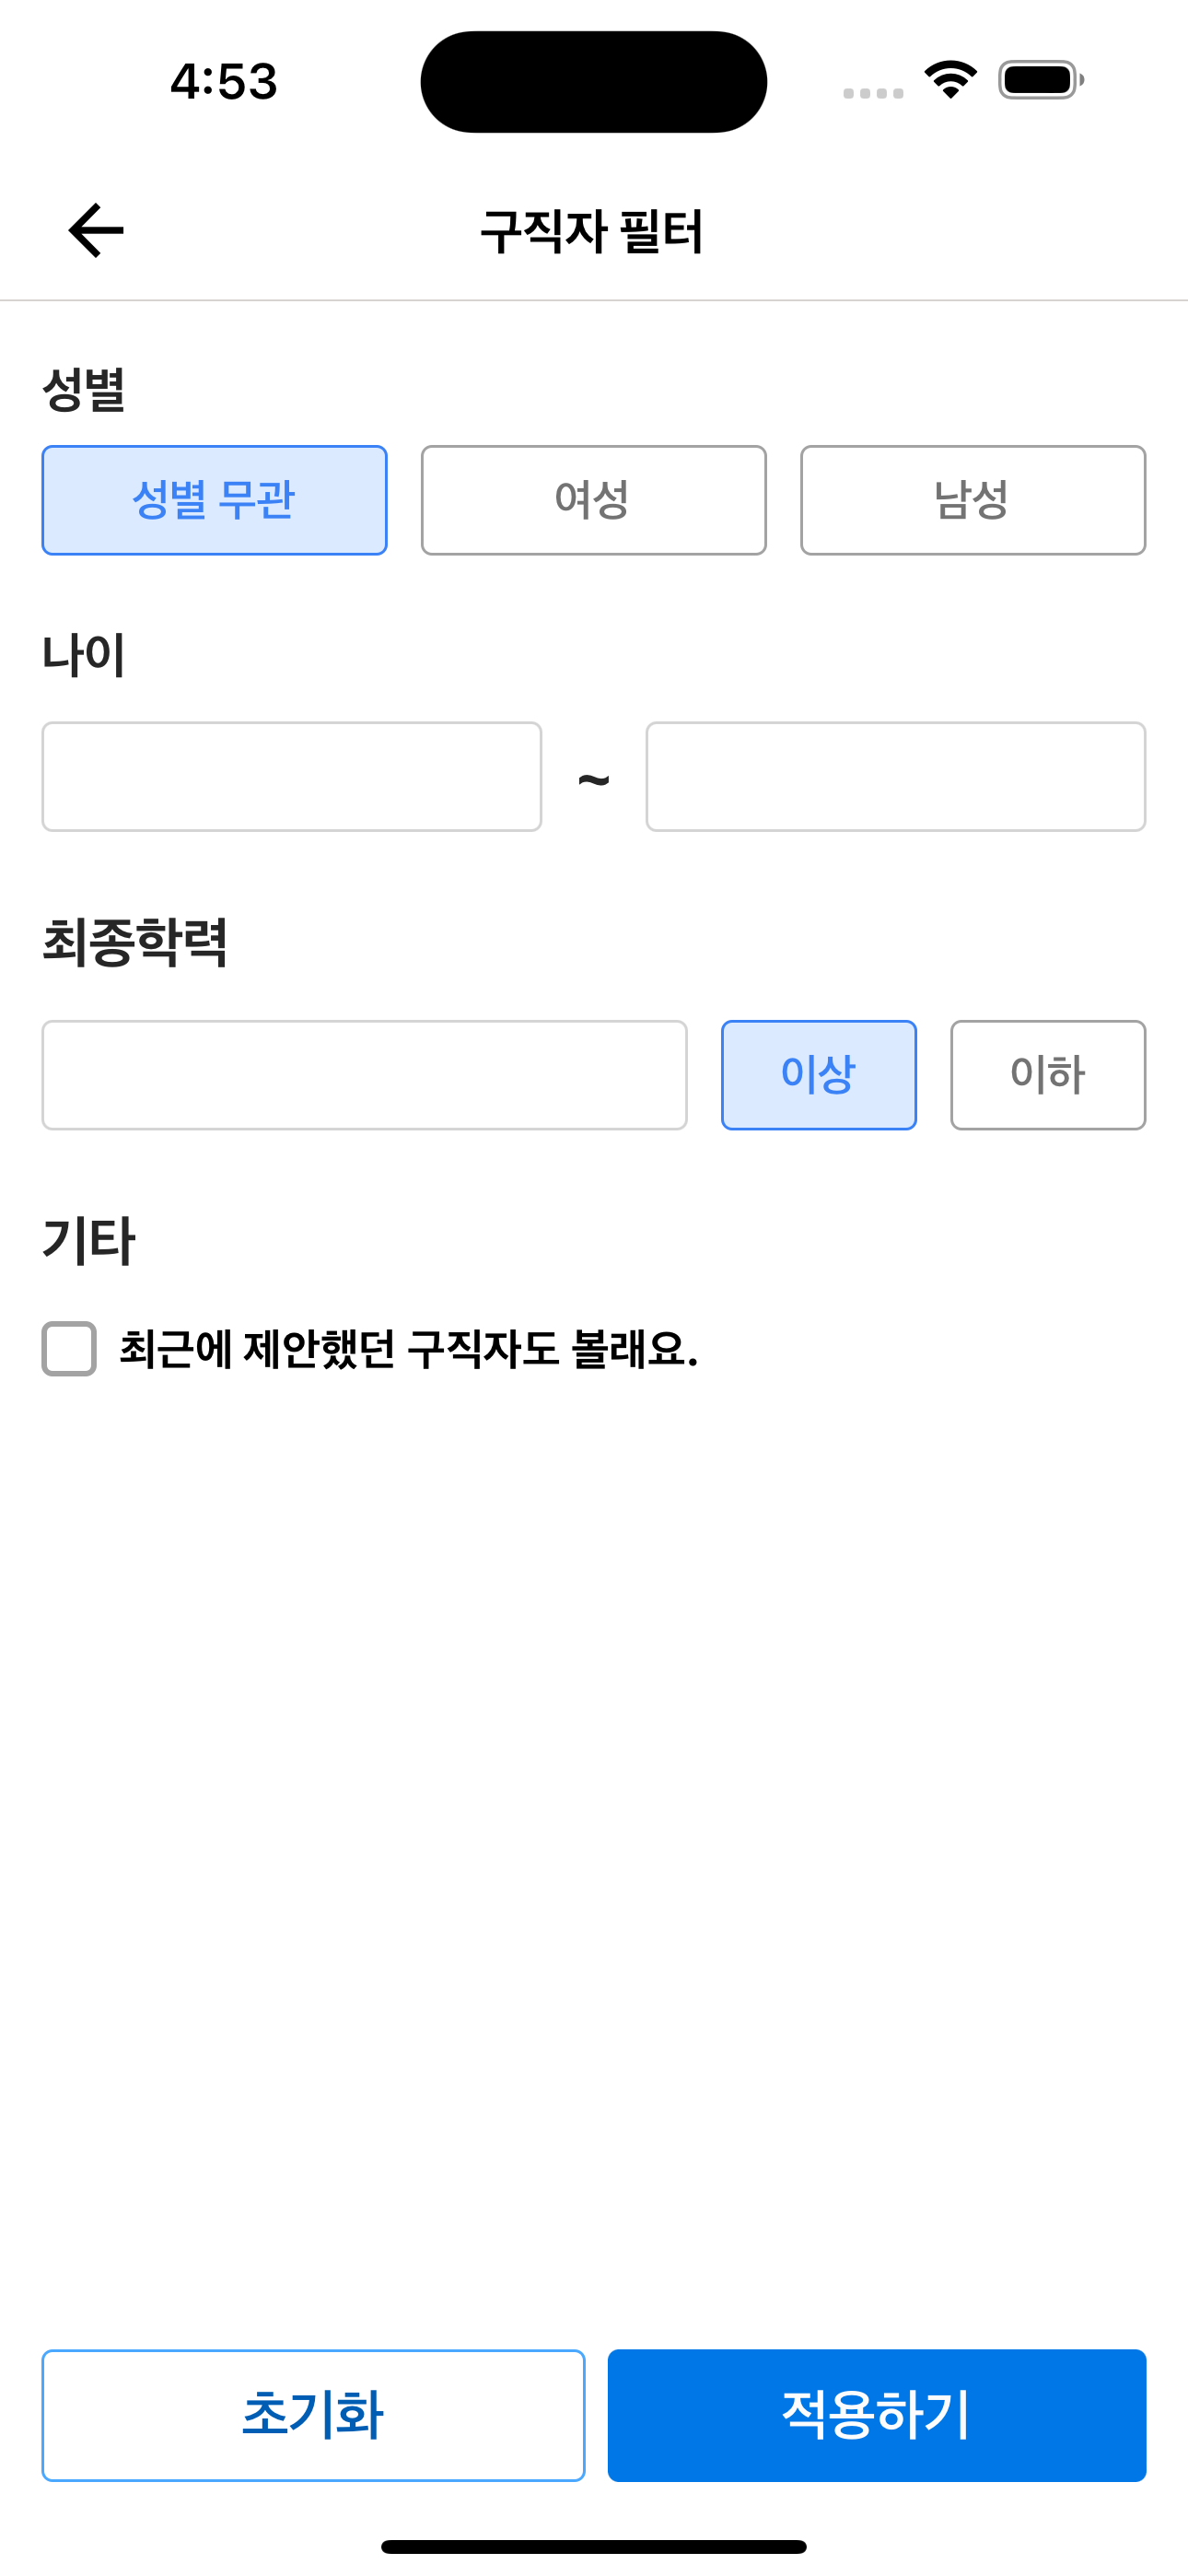 4:53
구직자 필터
성별
성별 무관
여성
남성
나이
~
최종학력
이상
이하
기타
최근에 제안했던 구직자도 볼래요.
초기화
적용하기